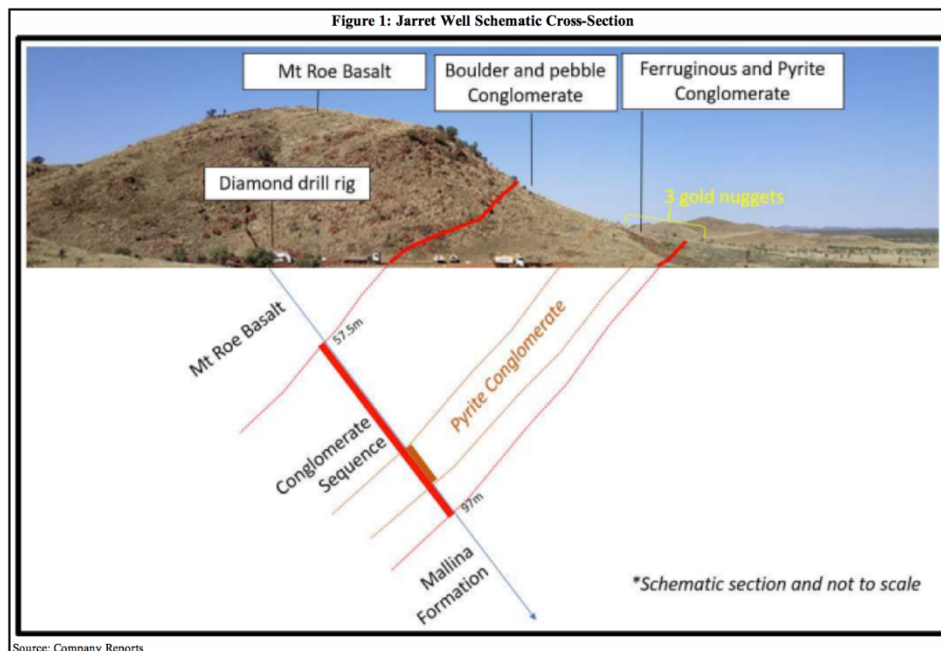 Figure 1: Jarret Well Schematic Cross-Section
Mt Roe Basalt
Boulder and pebble
Conglomerate
Ferruginous and Pyrite
Conglomerate
Diamond drill rig
3 gold nuggets
Mt Roe Basalt
57.5m
Pyrite Conglomerate
Conglomerate
Sequence
97m
Mallina
Formation
*Schematic section and not to scale
Source: Company Reports